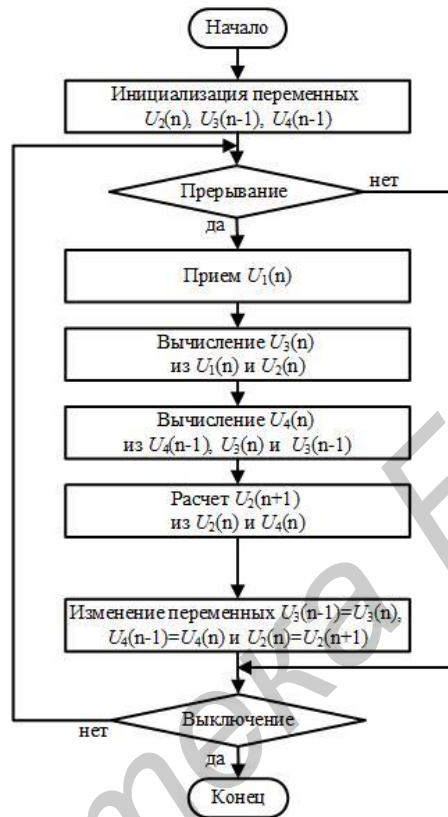 Начало
Инициализация переменных
U₂(n), U₃(n-1), U₄(n-1)
Прерывание
нет
да
Прием U₁(n)
Вычисление U₃(n)
из U₁(n) и U₂(n)
Вычисление U₄(n)
из U₄(n-1), U₃(n) и U₃(n-1)
Расчет U₂(n+1)
из U₂(n) и U₄(n)
Изменение переменных U₃(n-1)=U₃(n),
U₄(n-1)=U₄(n) и U₂(n)=U₂(n+1)
Выключение
нет
да
Конец